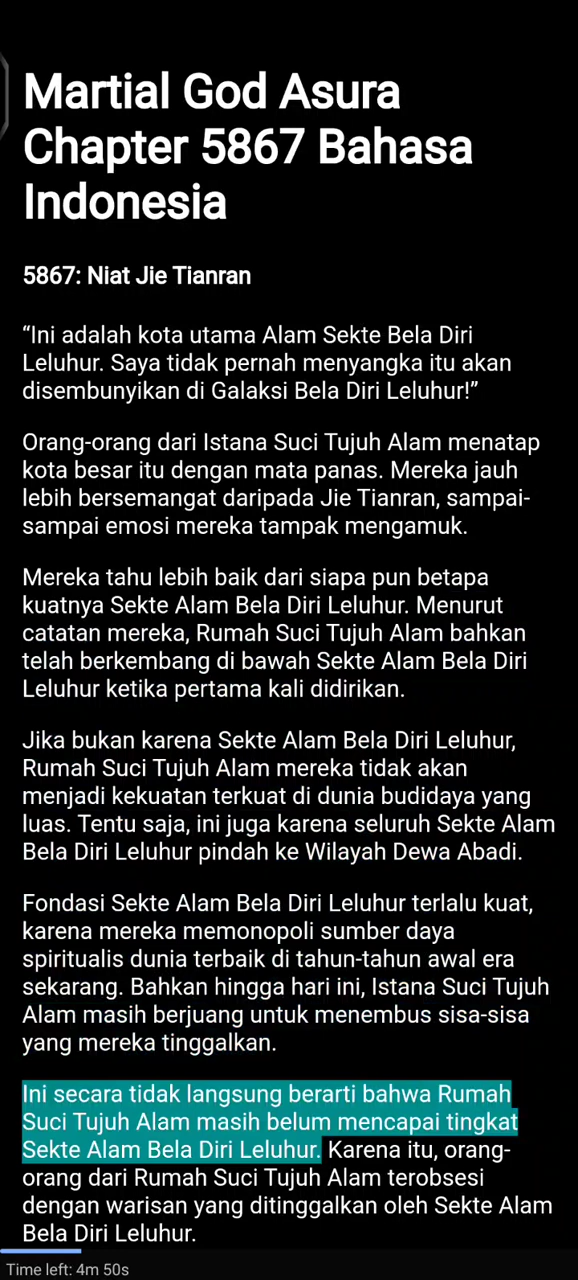 Martial God Asura
Chapter 5867 Bahasa
Indonesia
5867: Niat Jie Tianran
“Ini adalah kota utama Alam Sekte Bela Diri
Leluhur. Saya tidak pernah menyangka itu akan
disembunyikan di Galaksi Bela Diri Leluhur!”
Orang-orang dari Istana Suci Tujuh Alam menatap
kota besar itu dengan mata panas. Mereka jauh
lebih bersemangat daripada Jie Tianran, sampai-
sampai emosi mereka tampak mengamuk.
Mereka tahu lebih baik dari siapa pun betapa
kuatnya Sekte Alam Bela Diri Leluhur. Menurut
catatan mereka, Rumah Suci Tujuh Alam bahkan
telah berkembang di bawah Sekte Alam Bela Diri
Leluhur ketika pertama kali didirikan.
Jika bukan karena Sekte Alam Bela Diri Leluhur,
Rumah Suci Tujuh Alam mereka tidak akan
menjadi kekuatan terkuat di dunia budidaya yang
luas. Tentu saja, ini juga karena seluruh Sekte Alam
Bela Diri Leluhur pindah ke Wilayah Dewa Abadi.
Fondasi Sekte Alam Bela Diri Leluhur terlalu kuat,
karena mereka memonopoli sumber daya
spiritualis dunia terbaik di tahun-tahun awal era
sekarang. Bahkan hingga hari ini, Istana Suci Tujuh
Alam masih berjuang untuk menembus sisa-sisa
yang mereka tinggalkan.
Ini secara tidak langsung berarti bahwa Rumah
Suci Tujuh Alam masih belum mencapai tingkat
Sekte Alam Bela Diri Leluhur. Karena itu, orang-
orang dari Rumah Suci Tujuh Alam terobsesi
dengan warisan yang ditinggalkan oleh Sekte Alam
Bela Diri Leluhur.
Time left: 4m 50s